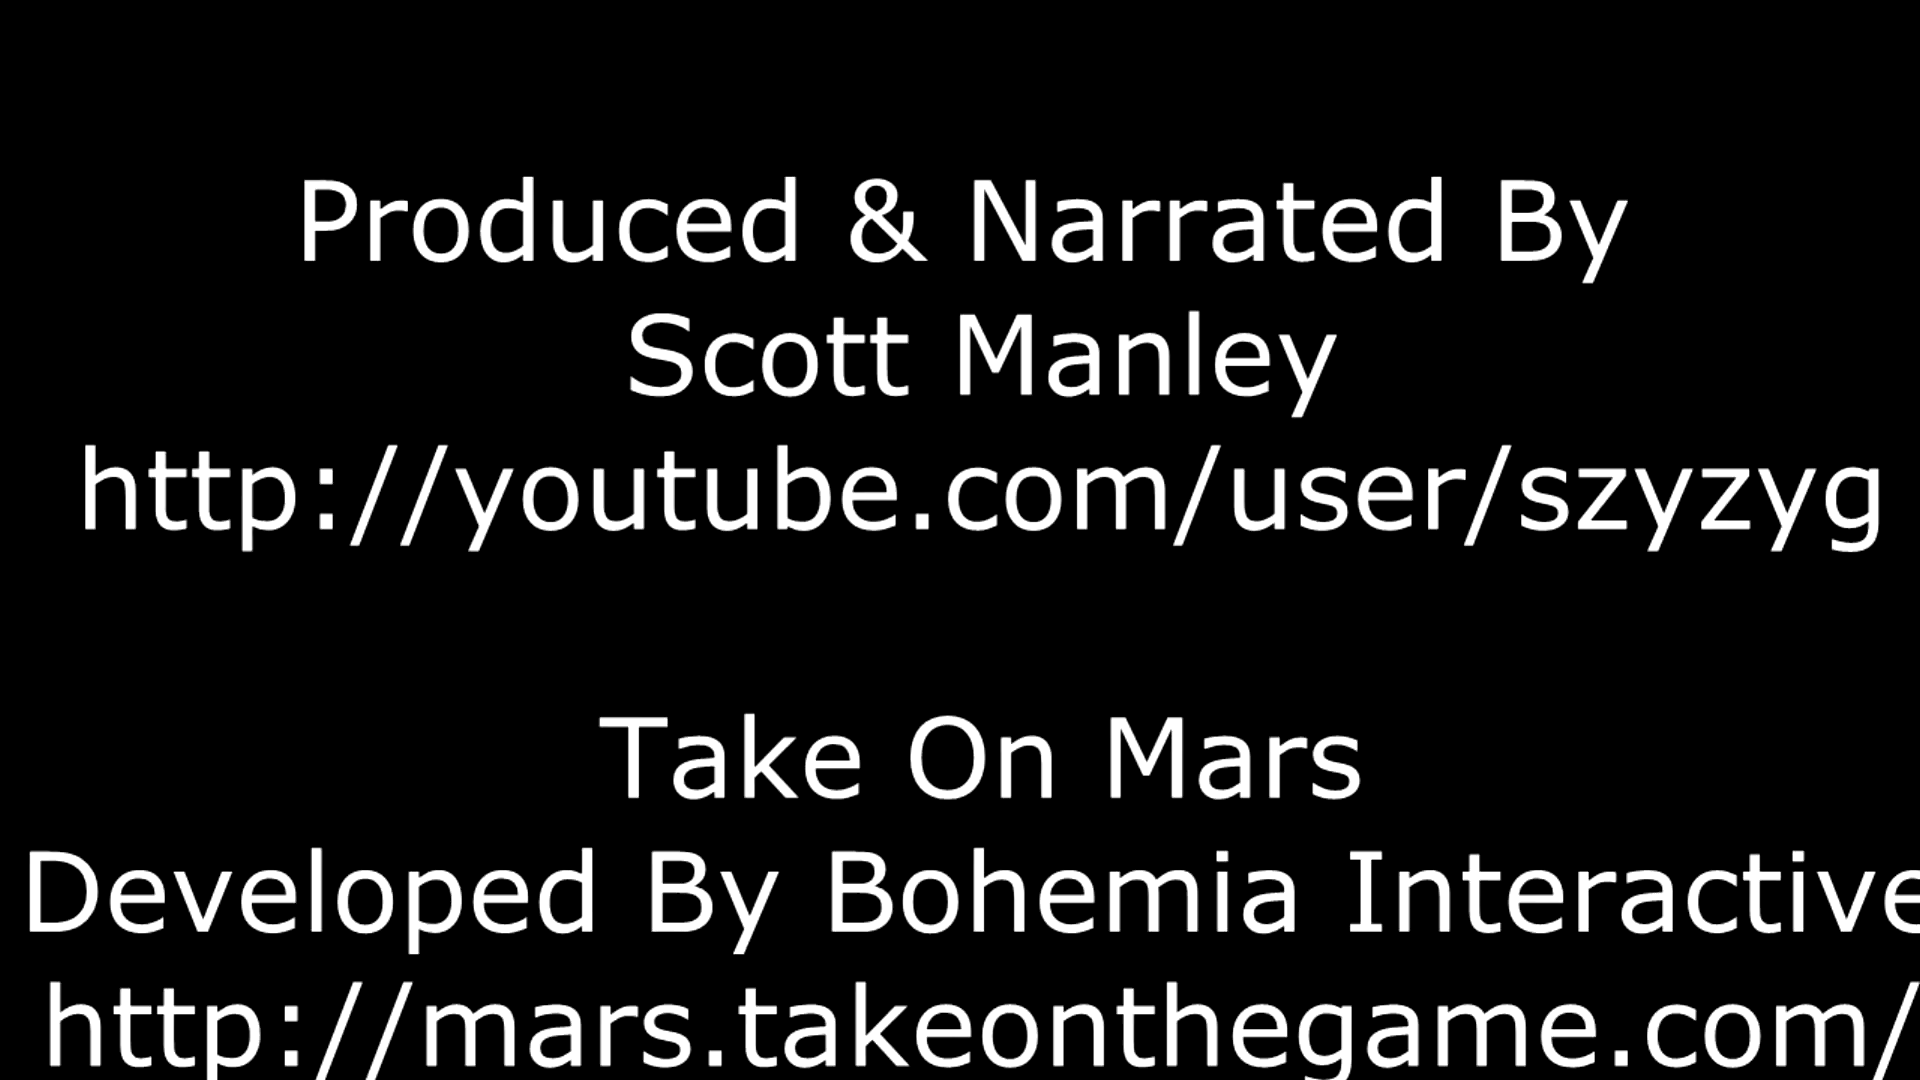 Produced & Narrated By
Scott Manley
http://youtube.com/user/szyzyg
Take On Mars
Developed By Bohemia Interactive
http://mars.takeonthegame.com/